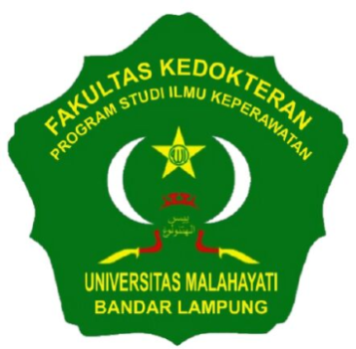 FAKULTAS KEDOKTERAN
PROGRAM STUDI ILMU KEPERAWATAN
UNIVERSITAS MALAHAYATI
BANDAR LAMPUNG